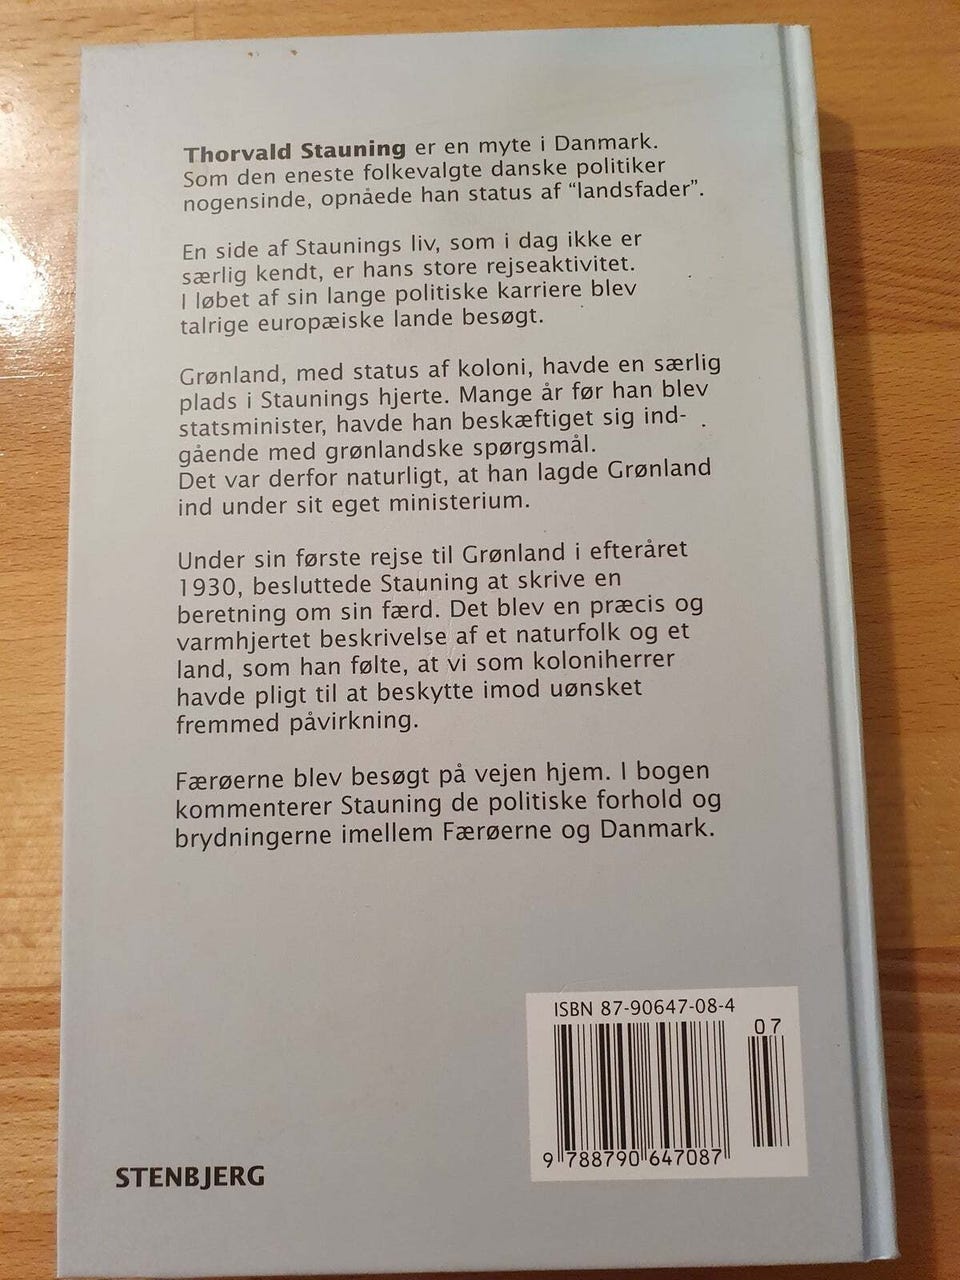 Thorvald Stauning er en myte i Danmark.
Som den eneste folkevalgte danske politiker
nogensinde, opnåede han status af “landsfader”.
En side af Staunings liv, som i dag ikke er
særlig kendt, er hans store rejseaktivitet.
I løbet af sin lange politiske karriere blev
talrige europæiske lande besøgt.
Grønland, med status af koloni, havde en særlig
plads i Staunings hjerte. Mange år før han blev
statsminister, havde han beskæftiget sig ind-
gående med grønlandske spørgsmål.
Det var derfor naturligt, at han lagde Grønland
ind under sit eget ministerium.
Under sin første rejse til Grønland i efteråret
1930, besluttede Stauning at skrive en
beretning om sin færd. Det blev en præcis og
varmhjertet beskrivelse af et naturfolk og et
land, som han følte, at vi som koloniherrer
havde pligt til at beskytte imod uønsket
fremmed påvirkning.
Færøerne blev besøgt på vejen hjem. I bogen
kommenterer Stauning de politiske forhold og
brydningerne imellem Færøerne og Danmark.
ISBN 87-90647-08-4
07
9 788790 647087
STENBJERG